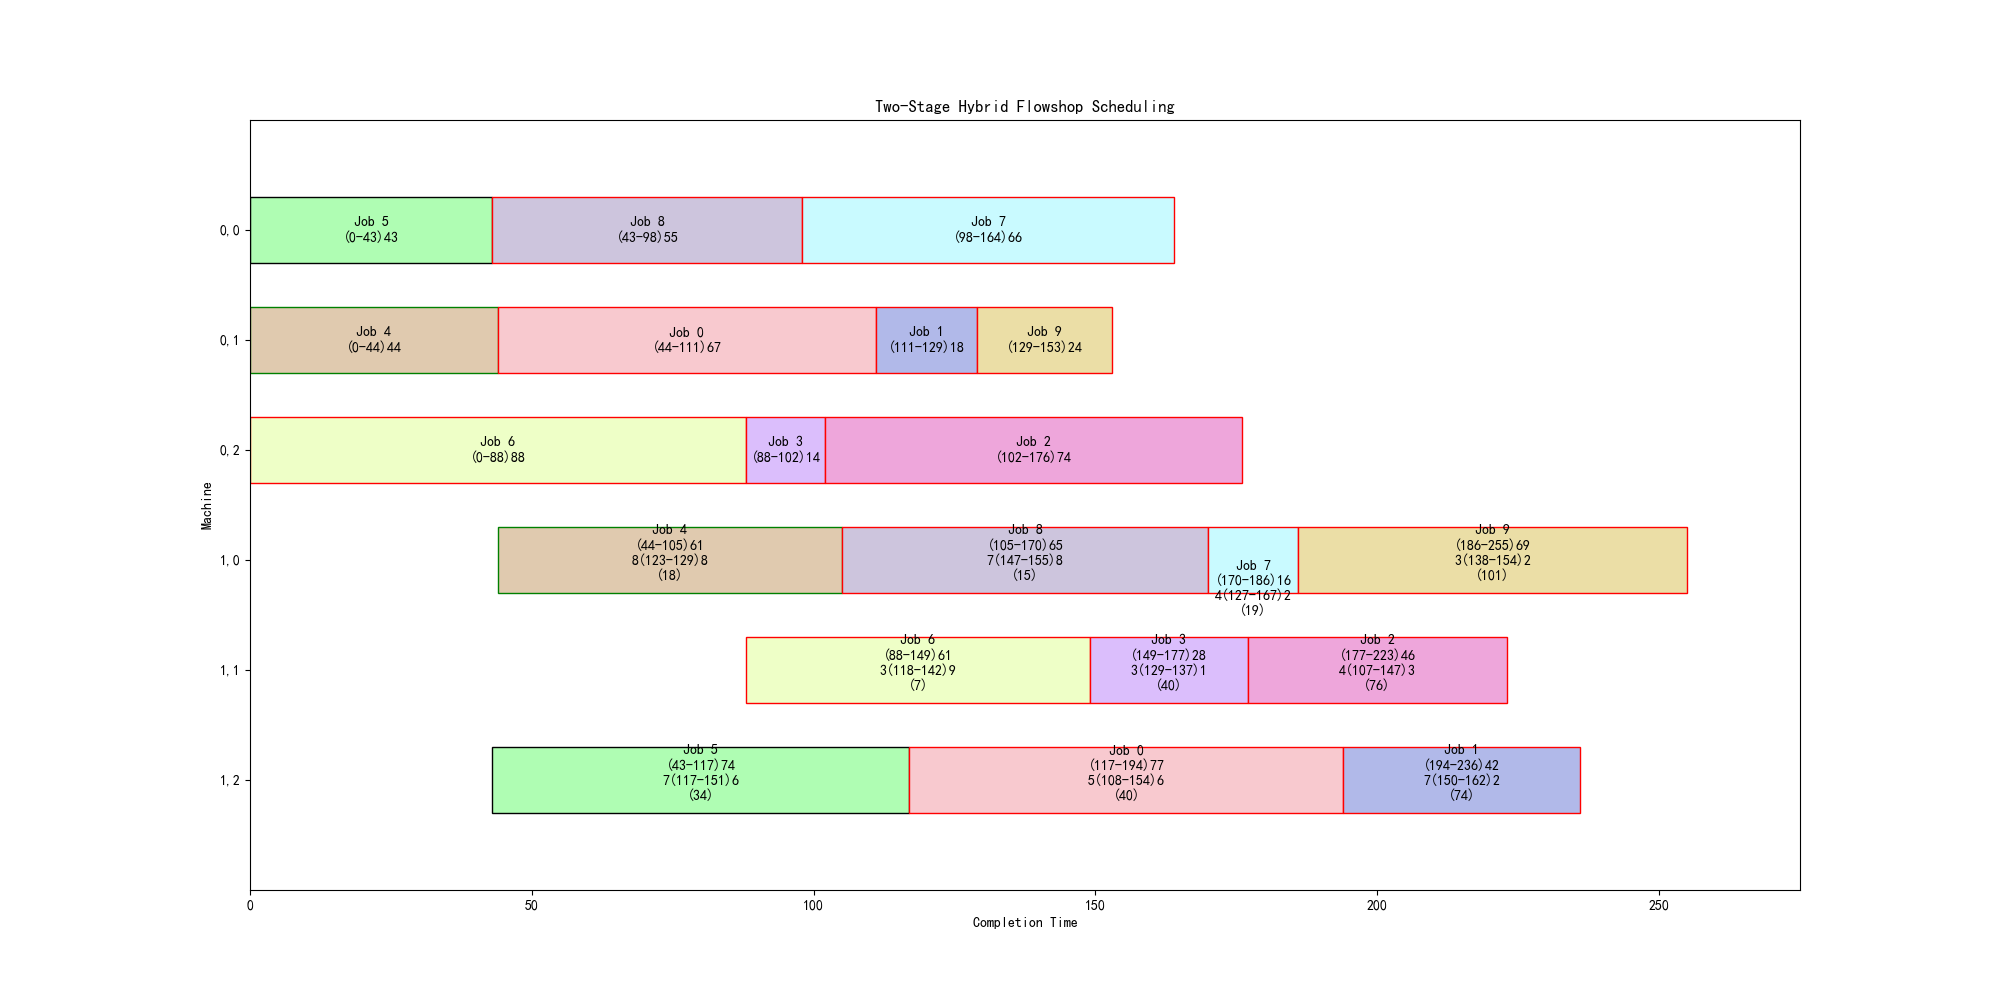 Two-Stage Hybrid Flowshop Scheduling
Machine
0,0
Job 5
(0-43)43
Job 8
(43-98)55
Job 7
(98-164)66
0,1
Job 4
(0-44)44
Job 0
(44-111)67
Job 1
(111-129)18
Job 9
(129-153)24
0,2
Job 6
(0-88)88
Job 3
(88-102)14
Job 2
(102-176)74
1,0
Job 4
(44-105)61
8(123-129)8
(18)
Job 8
(105-170)65
7(147-155)8
(15)
Job 7
(170-186)16
4(127-167)2
(19)
Job 9
(186-255)69
3(138-154)2
(101)
1,1
Job 6
(88-149)61
3(118-142)9
(7)
Job 3
(149-177)28
3(129-137)1
(40)
Job 2
(177-223)46
4(107-147)3
(76)
1,2
Job 5
(43-117)74
7(117-151)6
(34)
Job 0
(117-194)77
5(108-154)6
(40)
Job 1
(194-236)42
7(150-162)2
(74)
0 50 100 150 200 250
Completion Time